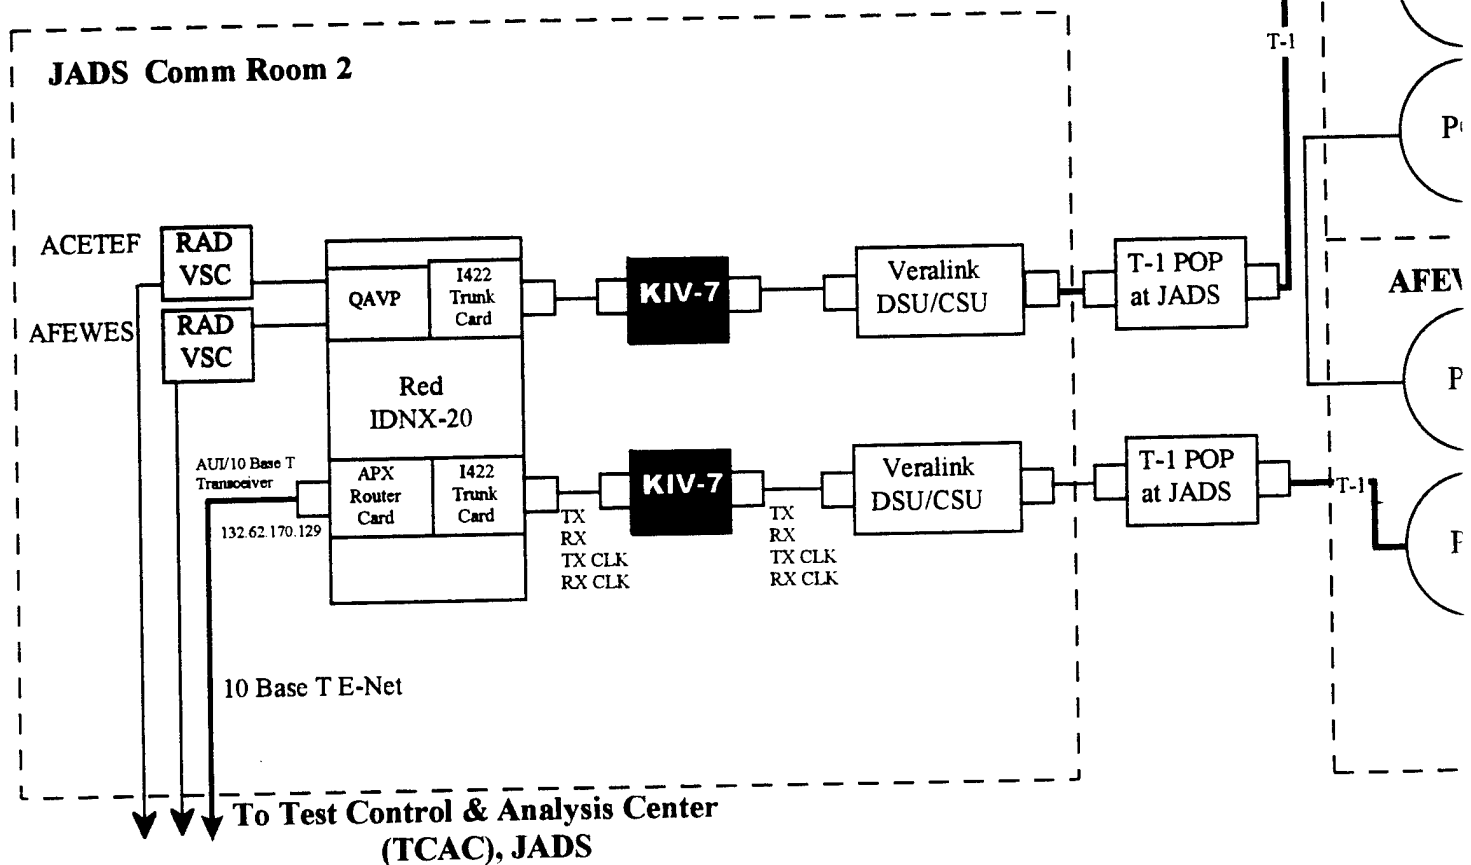 T-1
JADS Comm Room 2
ACETEF
RAD
VSC
QAVP
I422
Trunk
Card
KIV-7
Veralink
DSU/CSU
T-1 POP
at JADS
AFEWES
RAD
VSC
Red
IDNX-20
AUI/10 Base T
Transceiver
132.62.170.129
APX
Router
Card
I422
Trunk
Card
TX
RX
TX CLK
RX CLK
KIV-7
TX
RX
TX CLK
RX CLK
Veralink
DSU/CSU
T-1 POP
at JADS
T-1
10 Base T E-Net
To Test Control & Analysis Center
(TCAC), JADS